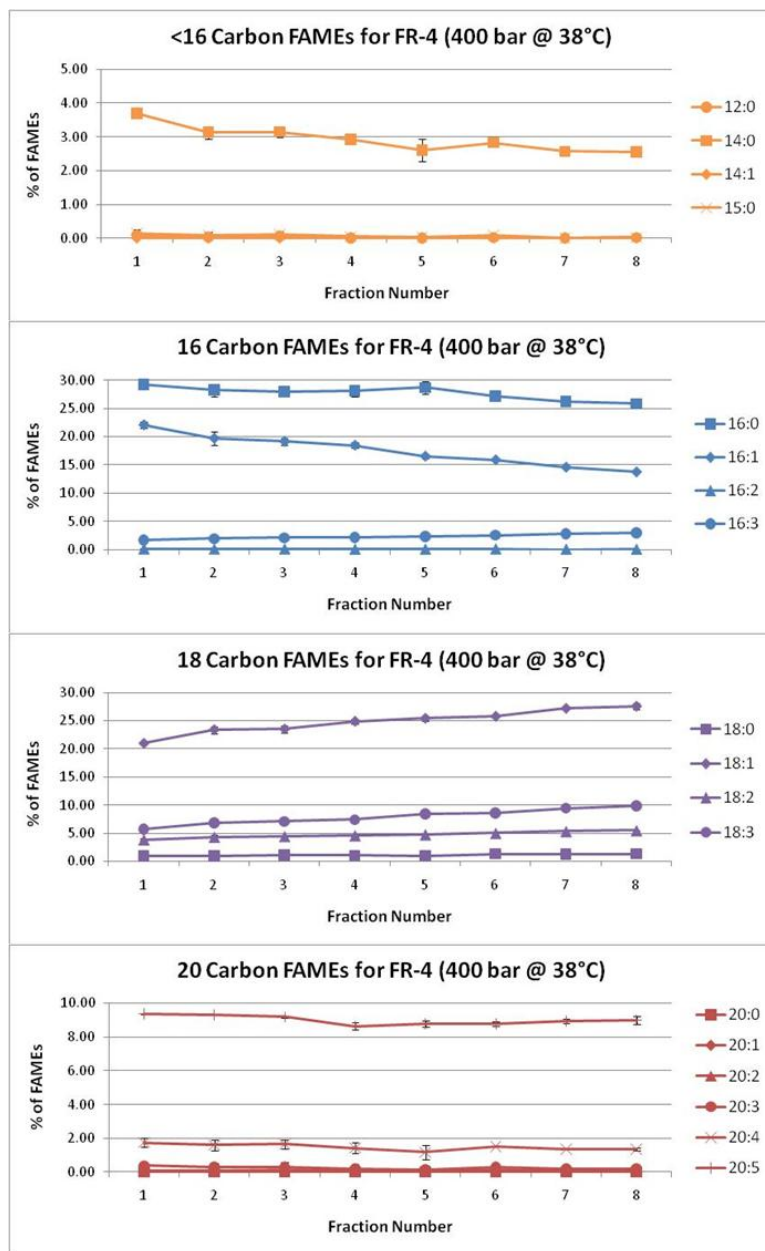 <16 Carbon FAMEs for FR-4 (400 bar @ 38°C)
5.00
4.00
3.00
2.00
1.00
0.00
% of FAMEs
1 2 3 4 5 6 7 8
Fraction Number
12:0
14:0
14:1
15:0
16 Carbon FAMEs for FR-4 (400 bar @ 38°C)
30.00
25.00
20.00
15.00
10.00
5.00
0.00
% of FAMEs
1 2 3 4 5 6 7 8
Fraction Number
16:0
16:1
16:2
16:3
18 Carbon FAMEs for FR-4 (400 bar @ 38°C)
30.00
25.00
20.00
15.00
10.00
5.00
0.00
% of FAMEs
1 2 3 4 5 6 7 8
Fraction Number
18:0
18:1
18:2
18:3
20 Carbon FAMEs for FR-4 (400 bar @ 38°C)
10.00
8.00
6.00
4.00
2.00
0.00
% of FAMEs
1 2 3 4 5 6 7 8
Fraction Number
20:0
20:1
20:2
20:3
20:4
20:5